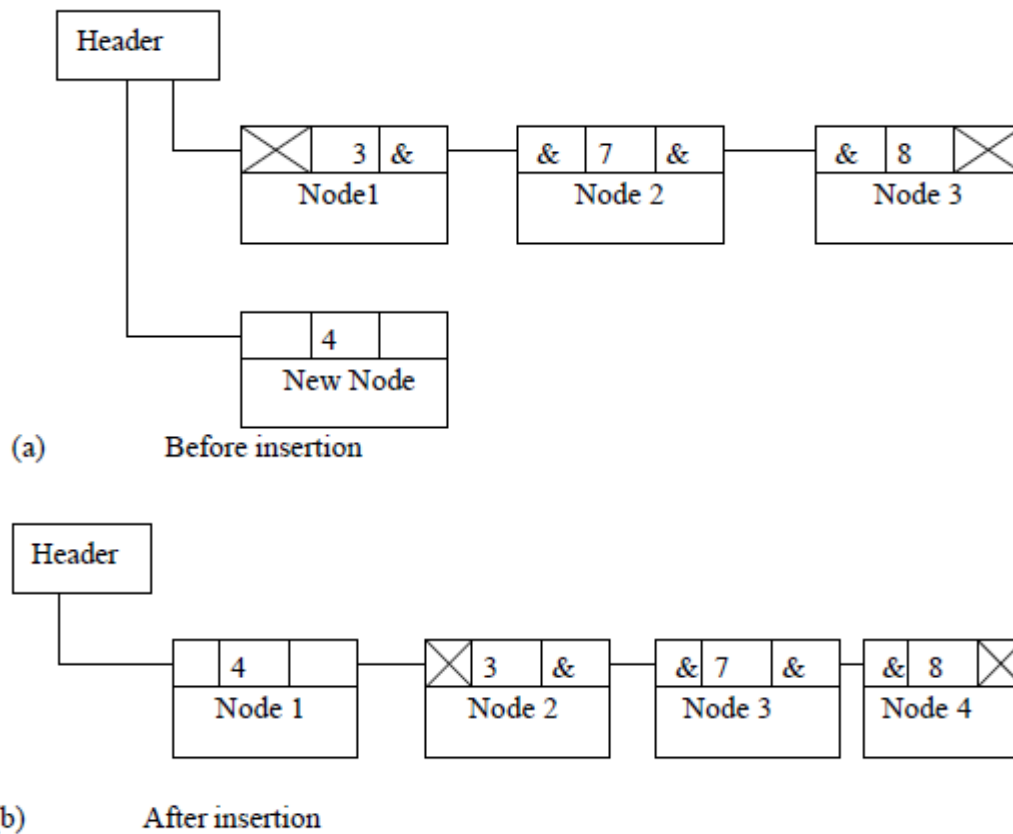 Header
3 & & 7 & & 8
Node1 Node 2 Node 3
4
New Node
(a) Before insertion
Header
4 3 & & 7 & & 8
Node 1 Node 2 Node 3 Node 4
b) After insertion